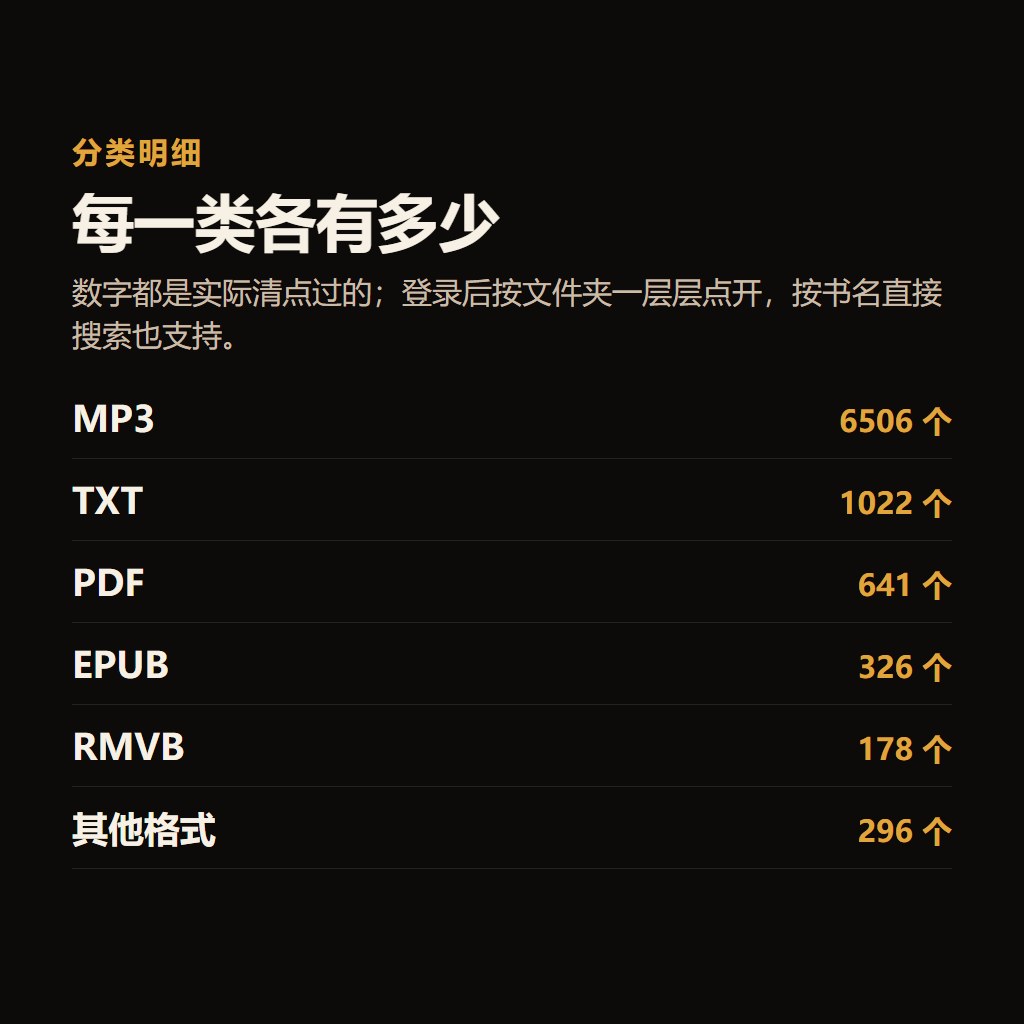 分类明细
每一类各有多少
数字都是实际清点过的；登录后按文件夹一层层点开，按书名直接
搜索也支持。
MP3 6506 个
TXT 1022 个
PDF 641 个
EPUB 326 个
RMVB 178 个
其他格式 296 个